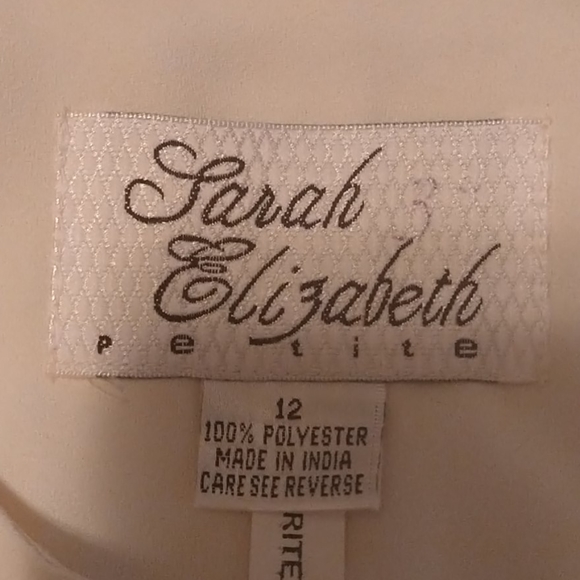 Sarah
Elizabeth
Petite
12
100% POLYESTER
MADE IN INDIA
CARE SEE REVERSE
RITE